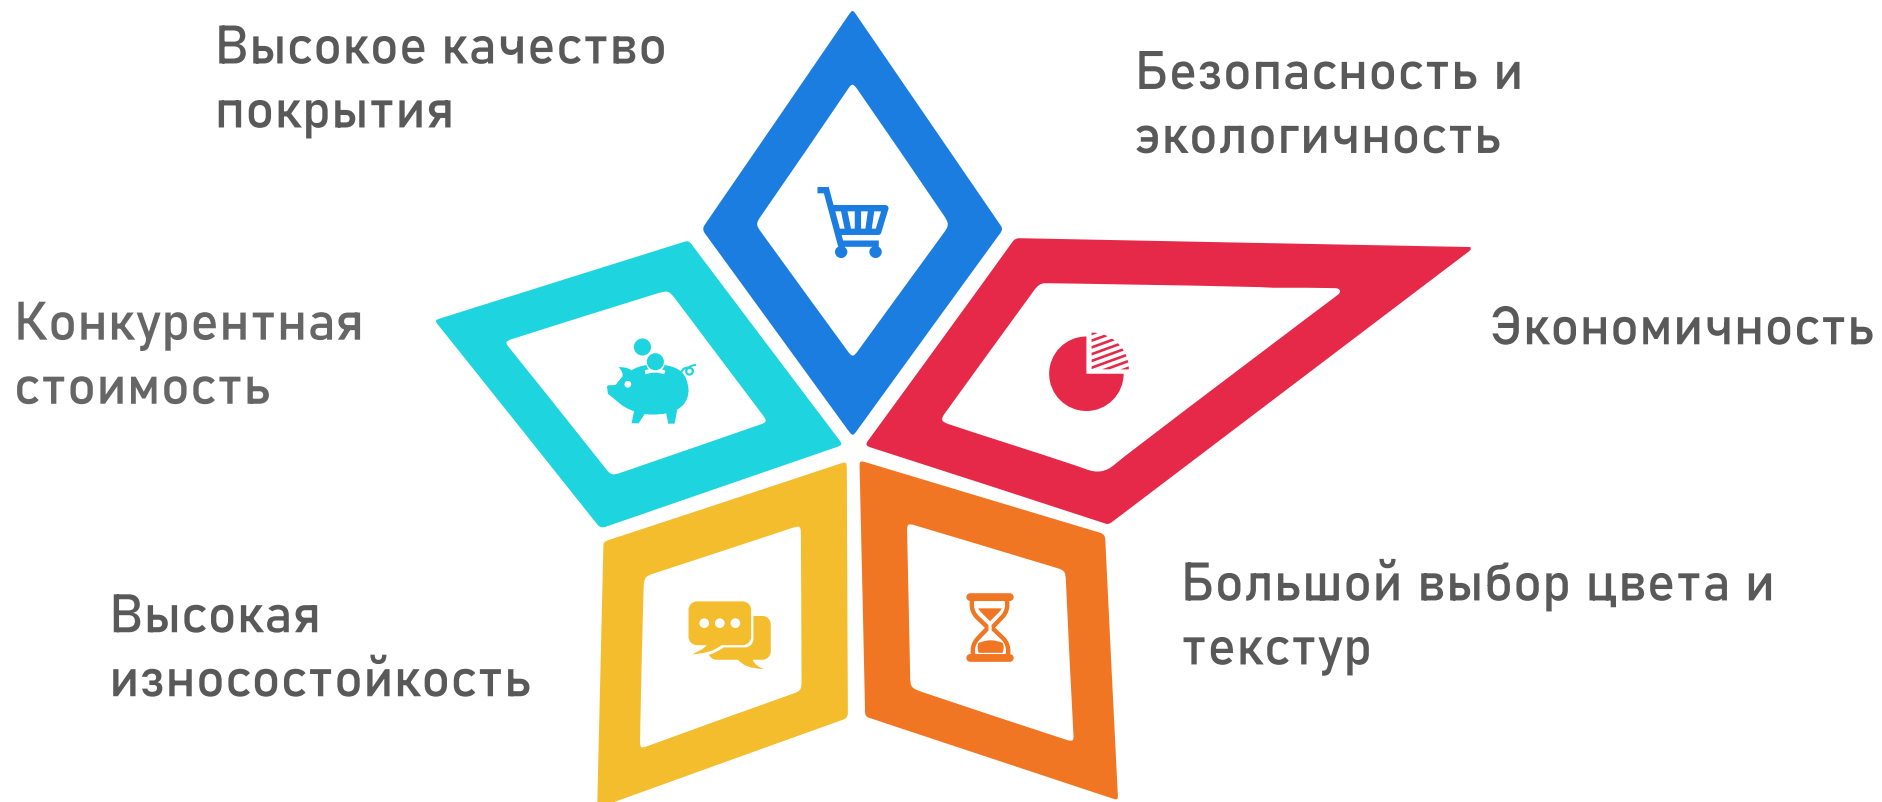 Высокое качество
покрытия
Безопасность и
экологичность
Конкурентная
стоимость
Экономичность
Высокая
износостойкость
Большой выбор цвета и
текстур